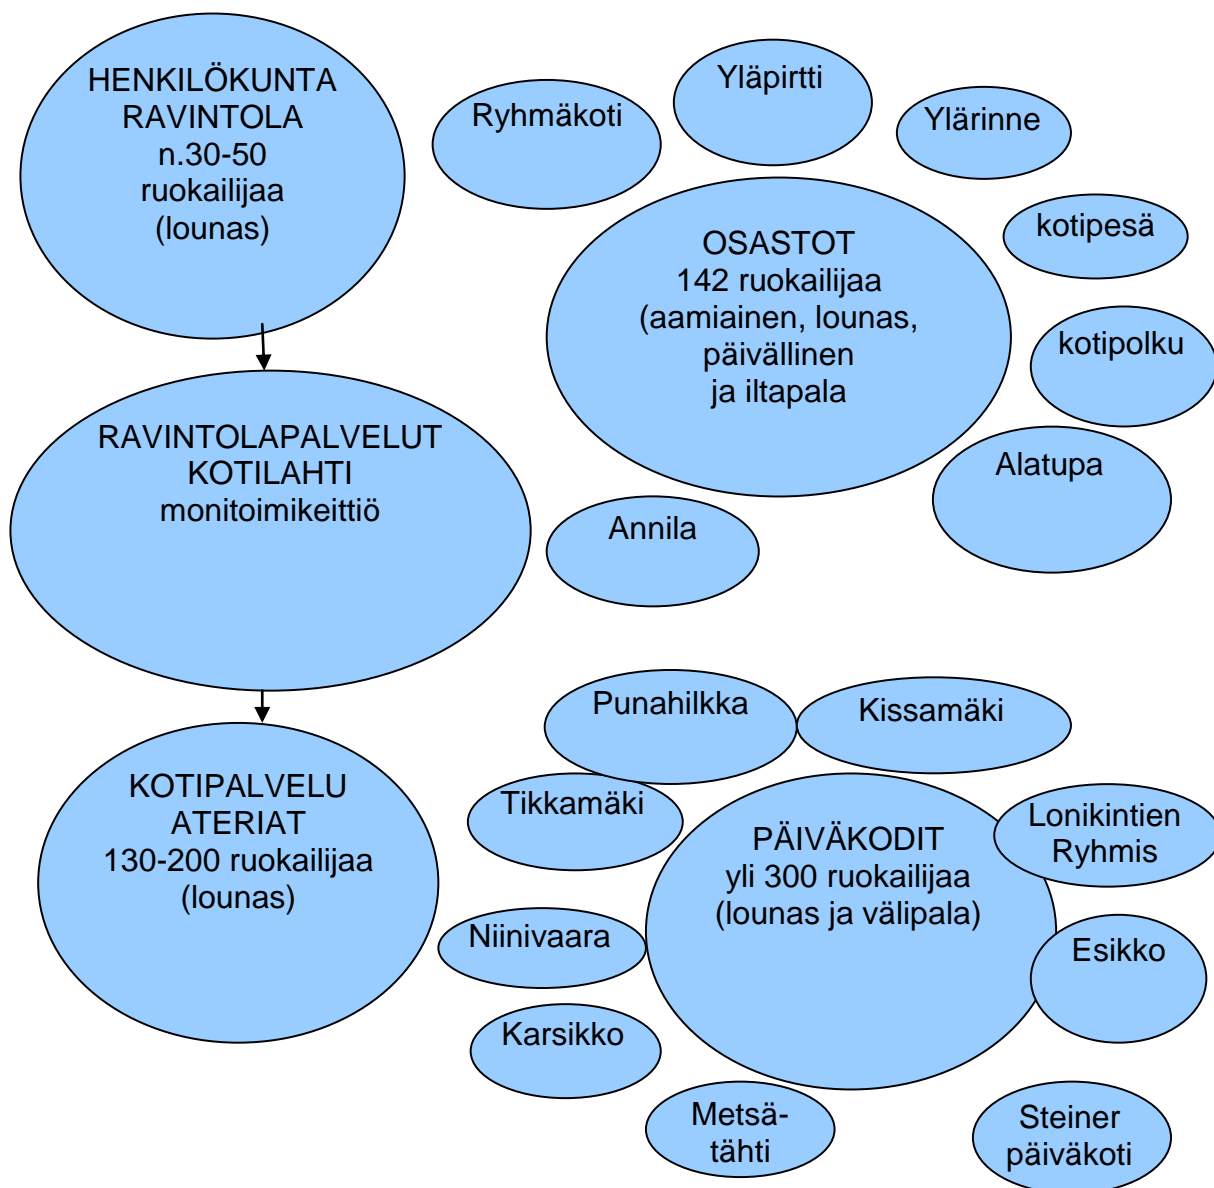 HENKILÖKUNTA
RAVINTOLA
n.30-50
ruokailijaa
(lounas)
Ryhmäkoti
Yläpirtti
Ylärinne
kotipesä
OSASTOT
142 ruokailijaa
(aamiainen, lounas,
päivällinen
ja iltapala
kotipolku
Alatupa
Annila
RAVINTOLAPALVELUT
KOTILAHTI
monitoimikeittiö
Punahilkka
Kissamäki
Tikkamäki
Lonikintien
Ryhmis
KOTIPALVELU
ATERIAT
130-200 ruokailijaa
(lounas)
PÄIVÄKODIT
yli 300 ruokailijaa
(lounas ja välipala)
Niinivaara
Esikko
Karsikko
Metsä-
tähti
Steiner
päiväkoti